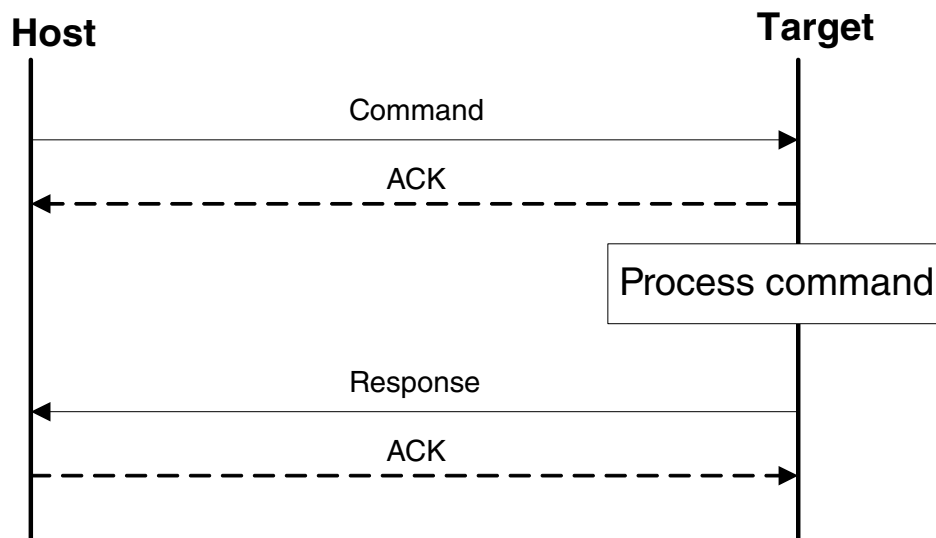 Host
Target
Command
ACK
Process command
Response
ACK